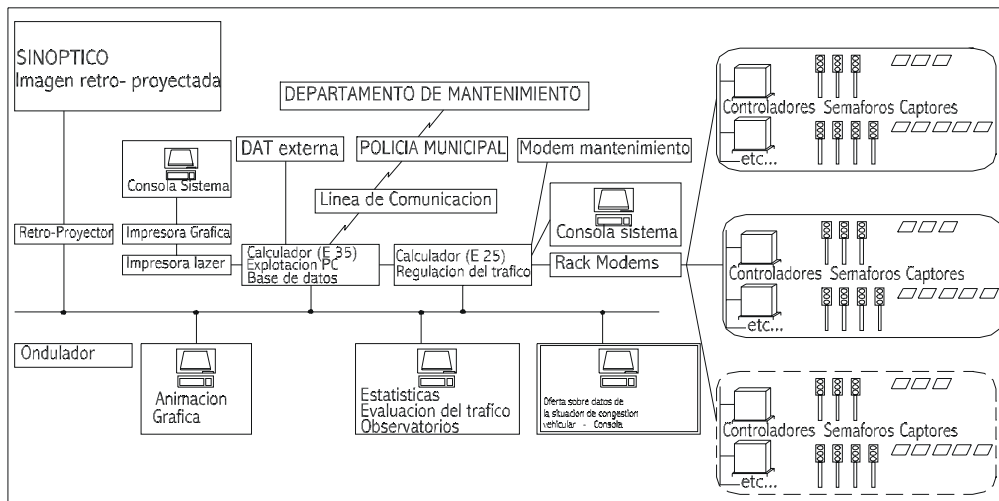 SINOPTICO
Imagen retro- proyectada
DEPARTAMENTO DE MANTENIMIENTO
DAT externa
POLICIA MUNICIPAL
Modem mantenimiento
Consola Sistema
Linea de Comunicacion
Consola sistema
Retro-Proyector
Impresora Grafica
Impresora lazer
Calculador (E 35)
Explotacion PC
Base de datos
Calculador (E 25)
Regulacion del trafico
Rack Modems
Ondulador
Animacion
Grafica
Estatisticas
Evaluacion del trafico
Observatorios
Oferta sobre datos de
la situacion de congestion
vehicular - Consola
Controladores Semaforos Captores
etc...
Controladores Semaforos Captores
etc...
Controladores Semaforos Captores
etc...